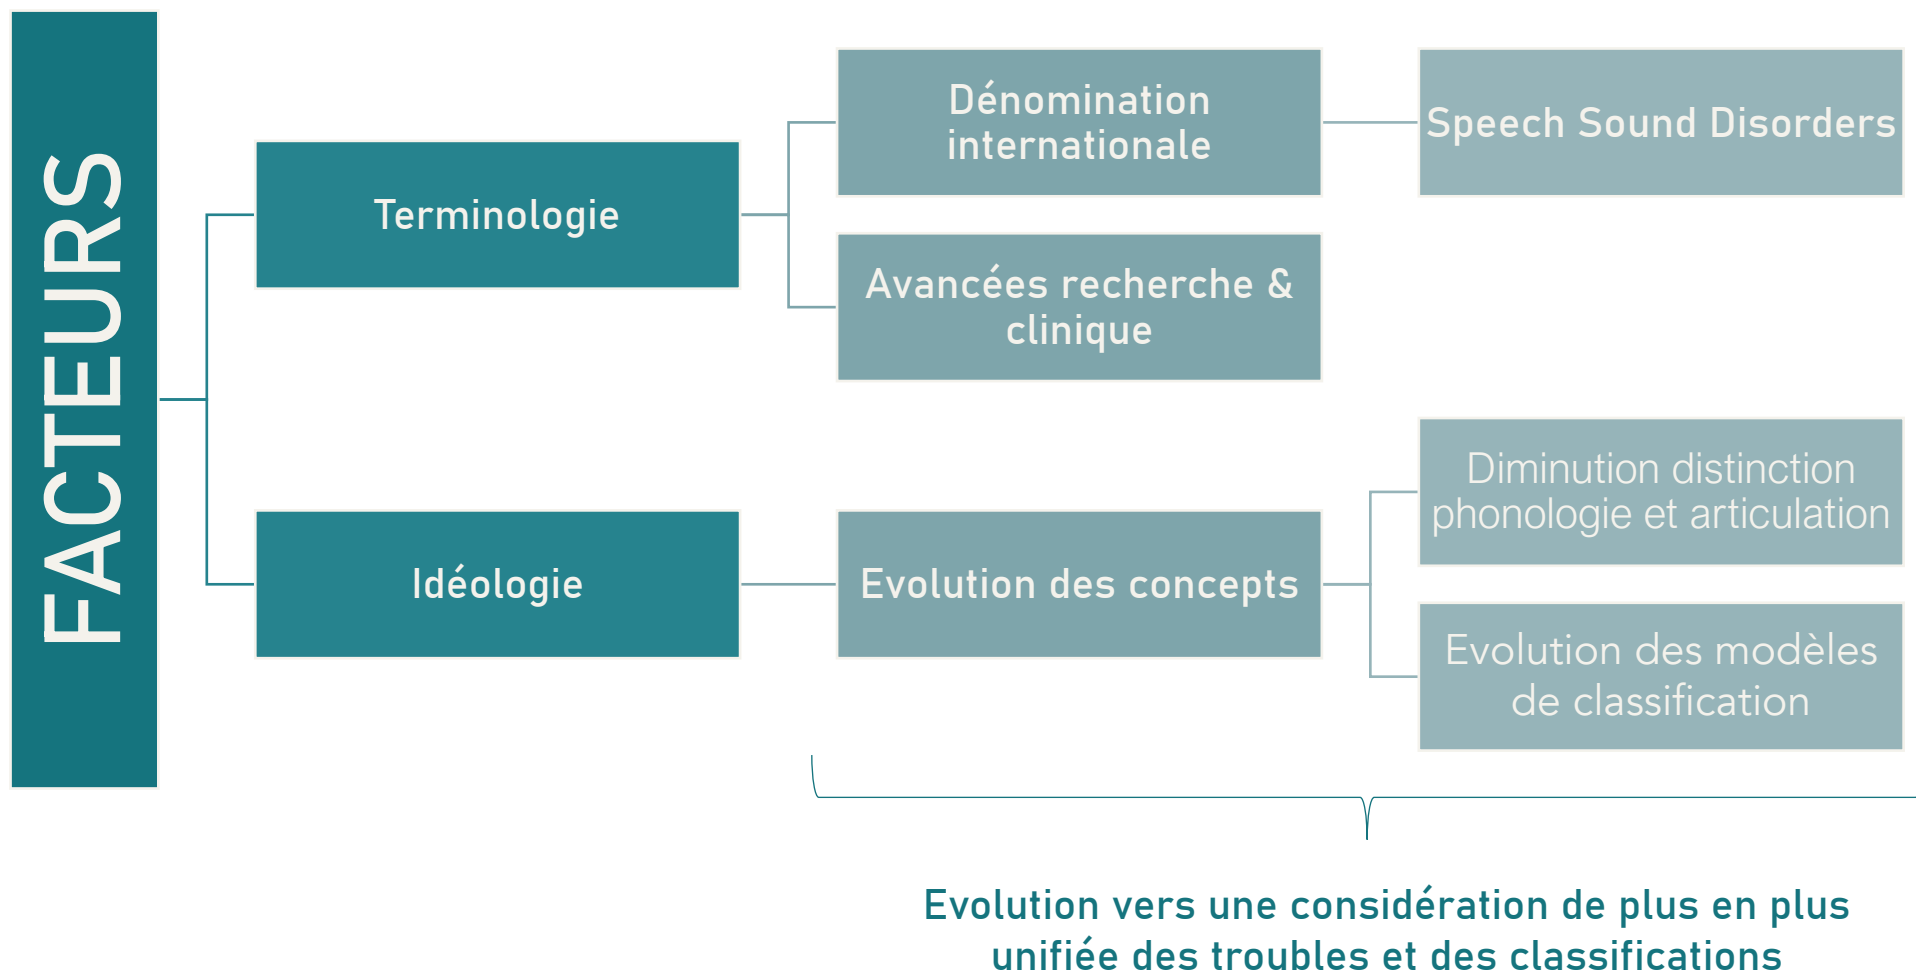 FACTEURS
Terminologie
Dénomination
internationale
Speech Sound Disorders
Avancées recherche &
clinique
Idéologie
Evolution des concepts
Diminution distinction
phonologie et articulation
Evolution des modèles
de classification
Evolution vers une considération de plus en plus
unifiée des troubles et des classifications